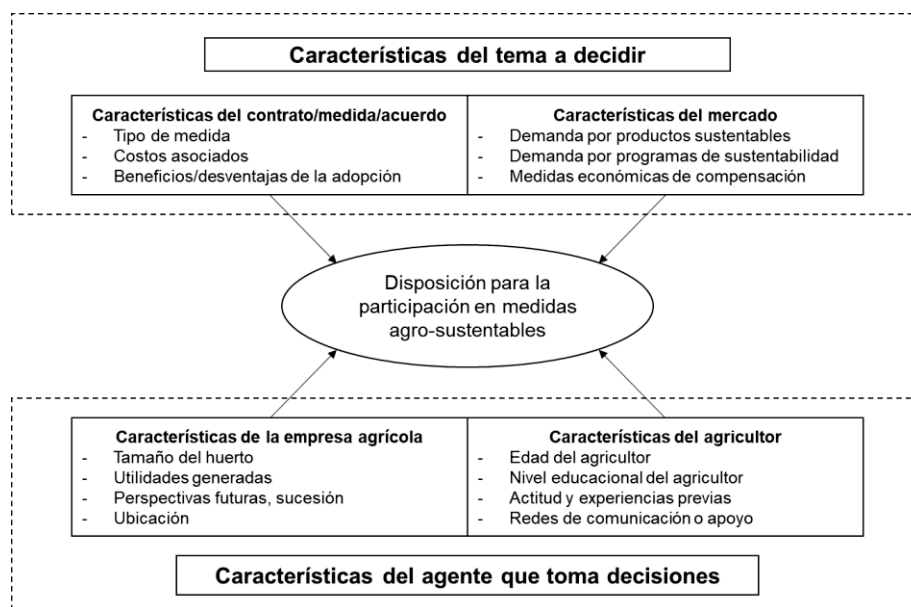 Características del tema a decidir
Características del contrato/medida/acuerdo
- Tipo de medida
- Costos asociados
- Beneficios/desventajas de la adopción
Características del mercado
- Demanda por productos sustentables
- Demanda por programas de sustentabilidad
- Medidas económicas de compensación
Disposición para la
participación en medidas
agro-sustentables
Características de la empresa agrícola
- Tamaño del huerto
- Utilidades generadas
- Perspectivas futuras, sucesión
- Ubicación
Características del agricultor
- Edad del agricultor
- Nivel educacional del agricultor
- Actitud y experiencias previas
- Redes de comunicación o apoyo
Características del agente que toma decisiones